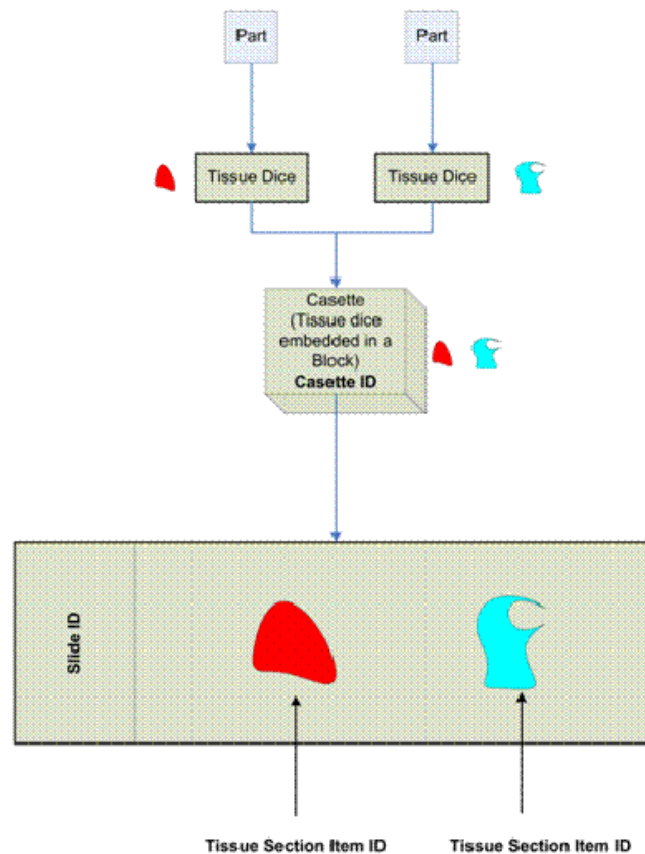 Part
Part
Tissue Dice
Tissue Dice
Casette
(Tissue dice
embedded in a
Block)
Casette ID
Slide ID
Tissue Section Item ID
Tissue Section Item ID